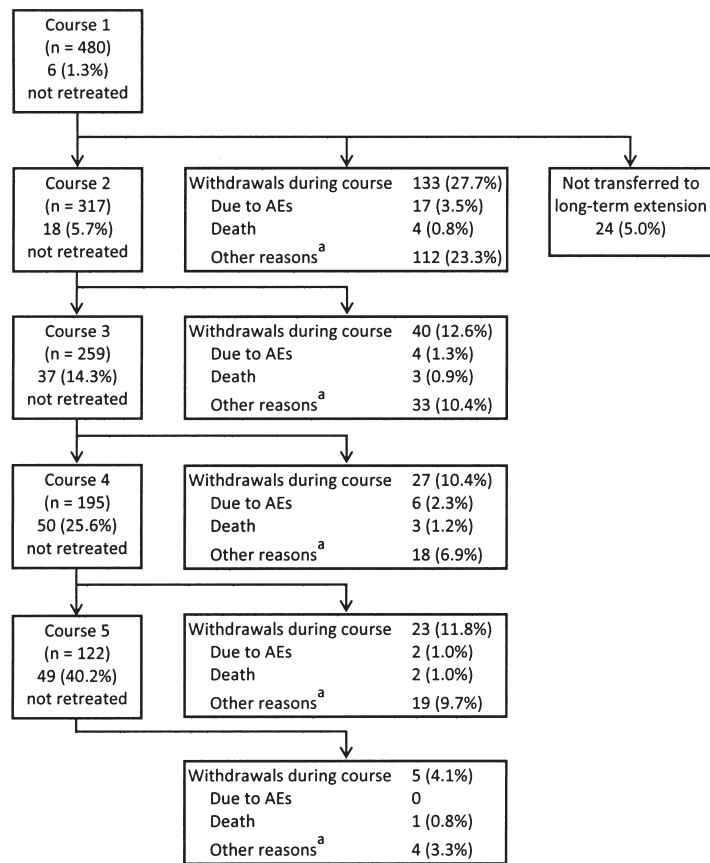 Course 1
(n = 480)
6 (1.3%)
not retreated
Course 2
(n = 317)
18 (5.7%)
not retreated
Withdrawals during course 133 (27.7%)
Due to AEs 17 (3.5%)
Death 4 (0.8%)
Other reasonsa 112 (23.3%)
Not transferred to
long-term extension
24 (5.0%)
Course 3
(n = 259)
37 (14.3%)
not retreated
Withdrawals during course 40 (12.6%)
Due to AEs 4 (1.3%)
Death 3 (0.9%)
Other reasonsa 33 (10.4%)
Course 4
(n = 195)
50 (25.6%)
not retreated
Withdrawals during course 27 (10.4%)
Due to AEs 6 (2.3%)
Death 3 (1.2%)
Other reasonsa 18 (6.9%)
Course 5
(n = 122)
49 (40.2%)
not retreated
Withdrawals during course 23 (11.8%)
Due to AEs 2 (1.0%)
Death 2 (1.0%)
Other reasonsa 19 (9.7%)
Withdrawals during course 5 (4.1%)
Due to AEs 0
Death 1 (0.8%)
Other reasonsa 4 (3.3%)